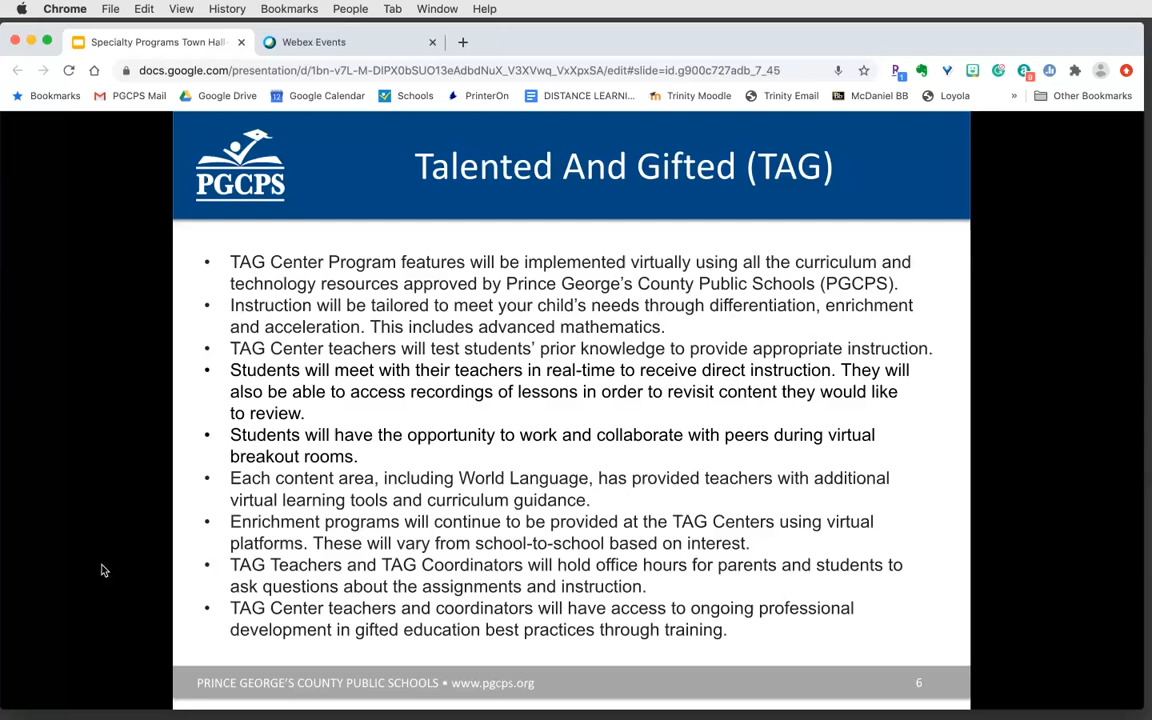 Chrome File Edit View History Bookmarks People Tab Window Help
Specialty Programs Town Hall- Webex Events
docs.google.com/presentation/d/1bn-v7L-M-DIPX0bSUO13eAdbdNuX_V3XVwq_VxXpxSA/edit#slide=id.g900c727adb_7_45
Bookmarks PGCPS Mail Google Drive Google Calendar Schools PrinterOn DISTANCE LEARNI... Trinity Moodle Trinity Email McDaniel BB Loyola » Other Bookmarks
PGCPS
Talented And Gifted (TAG)
• TAG Center Program features will be implemented virtually using all the curriculum and
technology resources approved by Prince George's County Public Schools (PGCPS).
• Instruction will be tailored to meet your child's needs through differentiation, enrichment
and acceleration. This includes advanced mathematics.
• TAG Center teachers will test students' prior knowledge to provide appropriate instruction.
• Students will meet with their teachers in real-time to receive direct instruction. They will
also be able to access recordings of lessons in order to revisit content they would like
to review.
• Students will have the opportunity to work and collaborate with peers during virtual
breakout rooms.
• Each content area, including World Language, has provided teachers with additional
virtual learning tools and curriculum guidance.
• Enrichment programs will continue to be provided at the TAG Centers using virtual
platforms. These will vary from school-to-school based on interest.
• TAG Teachers and TAG Coordinators will hold office hours for parents and students to
ask questions about the assignments and instruction.
• TAG Center teachers and coordinators will have access to ongoing professional
development in gifted education best practices through training.
PRINCE GEORGE'S COUNTY PUBLIC SCHOOLS • www.pgcps.org 6